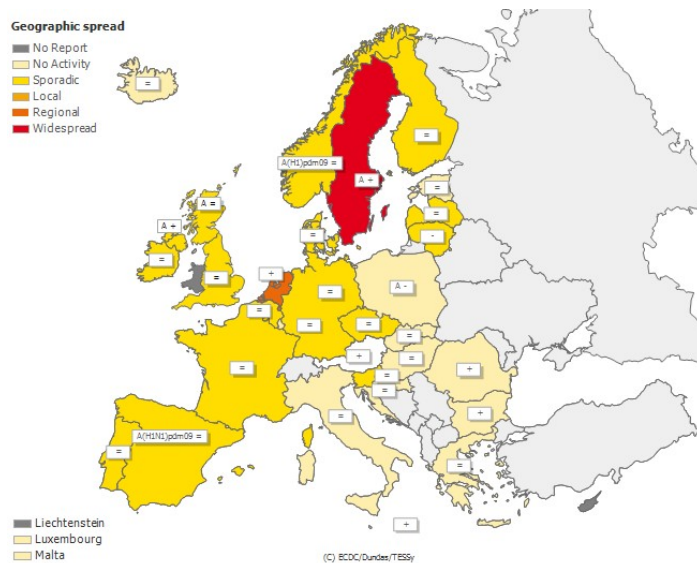 Geographic spread
No Report
No Activity
Sporadic
Local
Regional
Widespread
=
=
A(H1)pdm09 =
A +
=
A =
=
A +
=
=
-
=
+
=
=
A -
=
=
=
=
+
=
=
+
=
=
=
+
A(H1N1)pdm09 =
=
=
+
Liechtenstein
Luxembourg
Malta
(C) ECDC/Dundas/TESSy